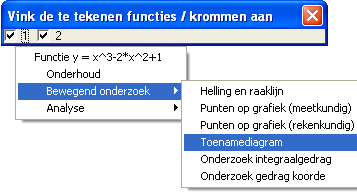 Vink de te tekenen functies / krommen aan
1 2
Functie y = x^3-2*x^2+1
Onderhoud
Bewegend onderzoek
Analyse
Helling en raaklijn
Punten op grafiek (meetkundig)
Punten op grafiek (rekenkundig)
Toenamediagram
Onderzoek integraalgedrag
Onderzoek gedrag koorde